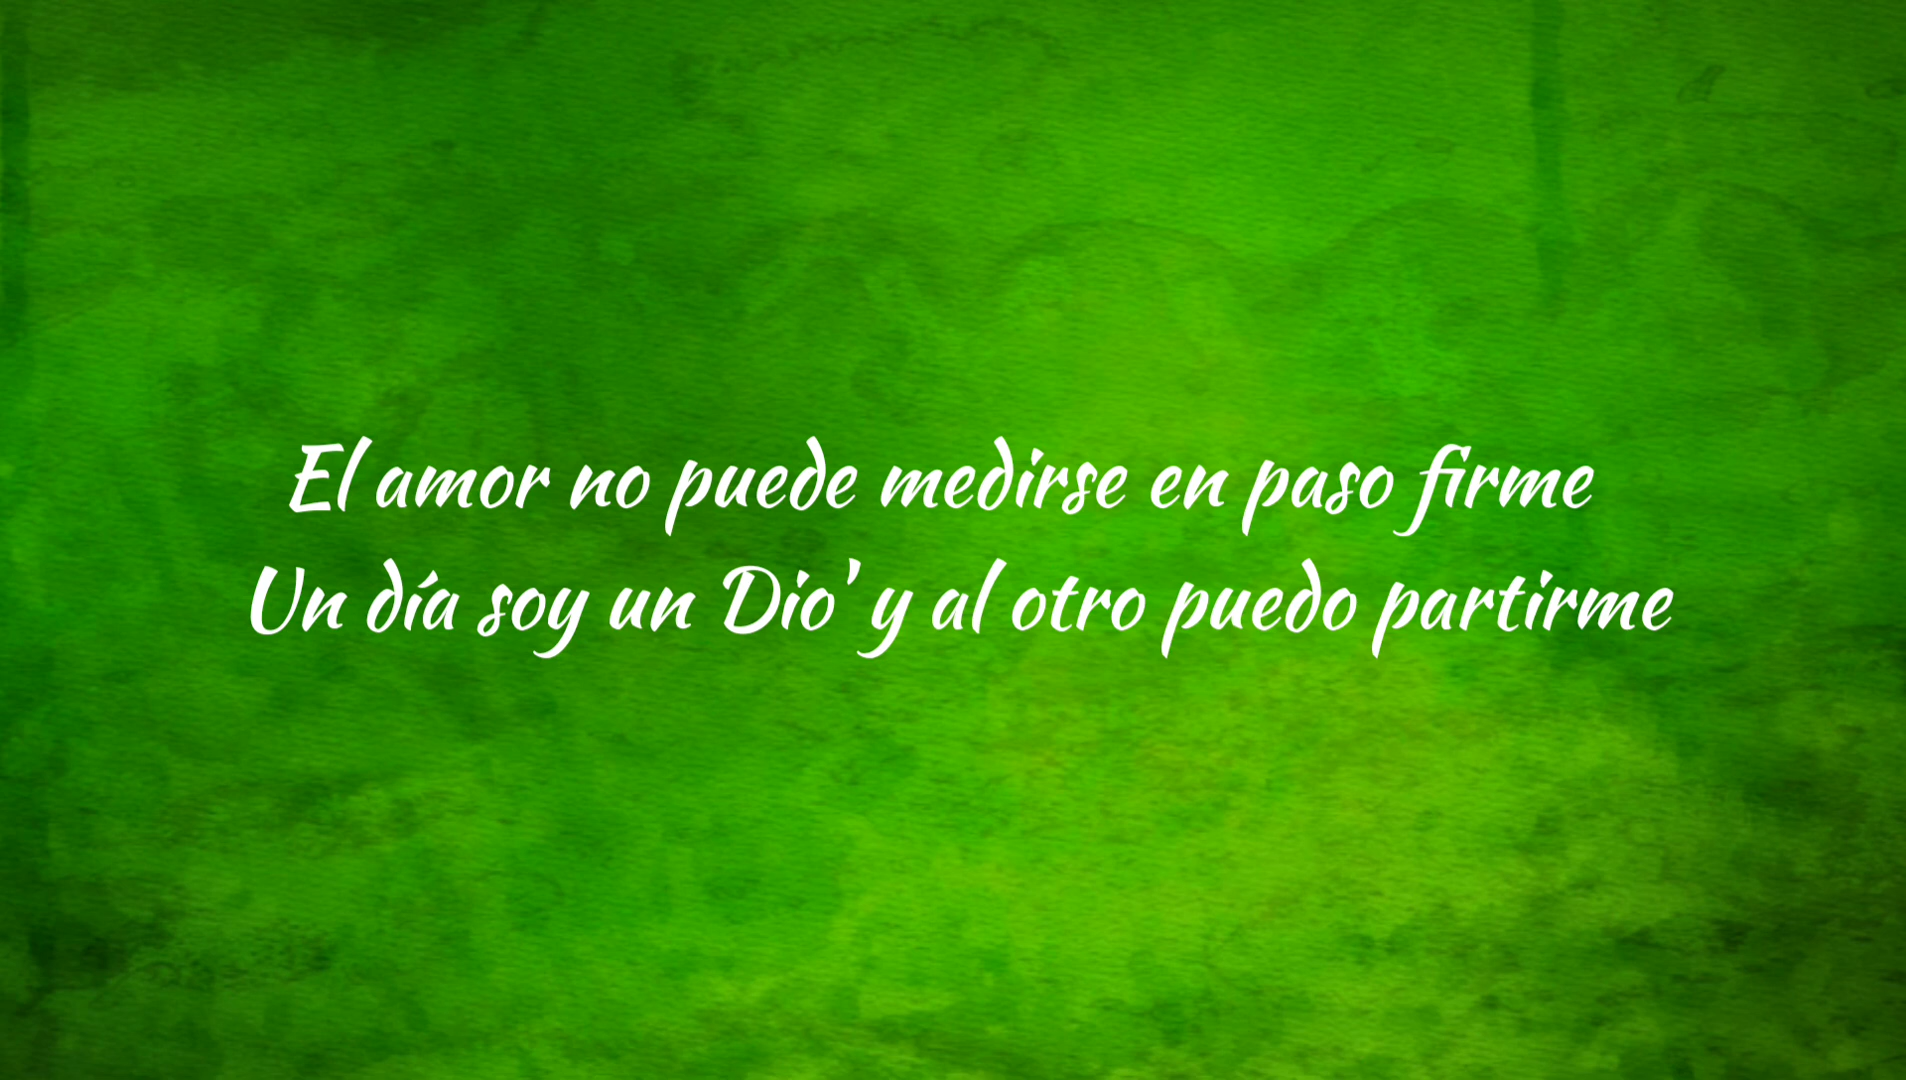 El amor no puede medirse en paso firme
Un día soy un Dio' y al otro puedo partirme